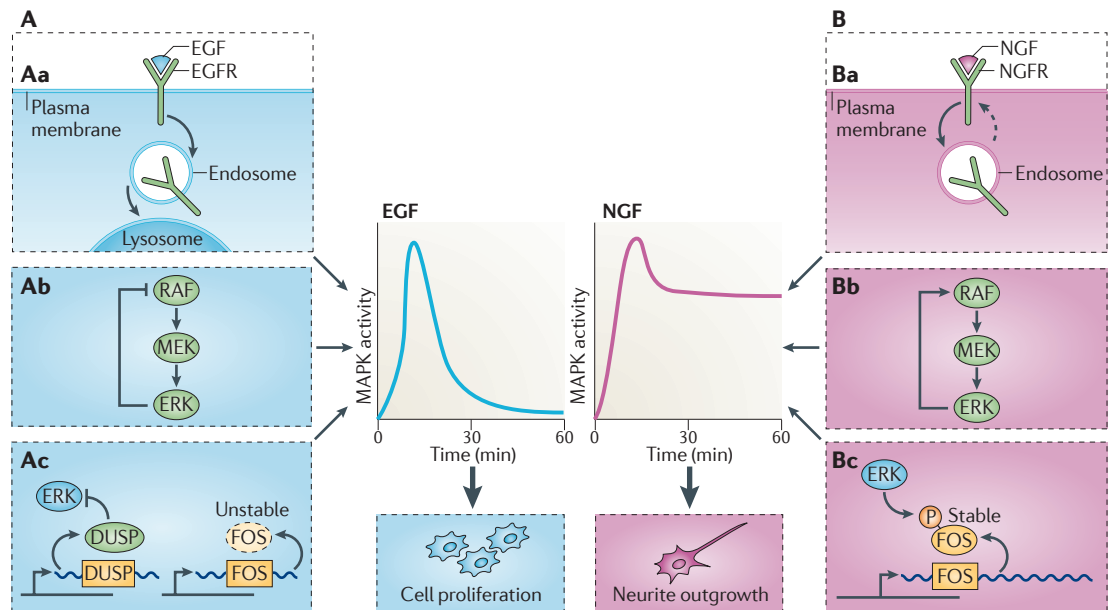 A
EGF
EGFR
Aa
Plasma
membrane
Endosome
Lysosome
Ab
RAF
MEK
ERK
Ac
ERK
DUSP
DUSP
Unstable
FOS
FOS
EGF
MAPK activity
0 30 60
Time (min)
Cell proliferation
NGF
MAPK activity
0 30 60
Time (min)
Neurite outgrowth
B
NGF
NGFR
Ba
Plasma
membrane
Endosome
Bb
RAF
MEK
ERK
Bc
ERK
P
Stable
FOS
FOS